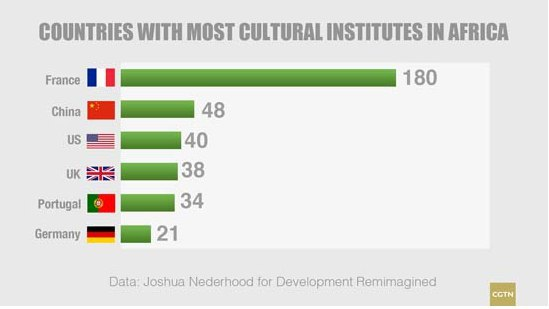 COUNTRIES WITH MOST CULTURAL INSTITUTES IN AFRICA
France 180
China 48
US 40
UK 38
Portugal 34
Germany 21
Data: Joshua Nederhood for Development Remimagined
CGTN